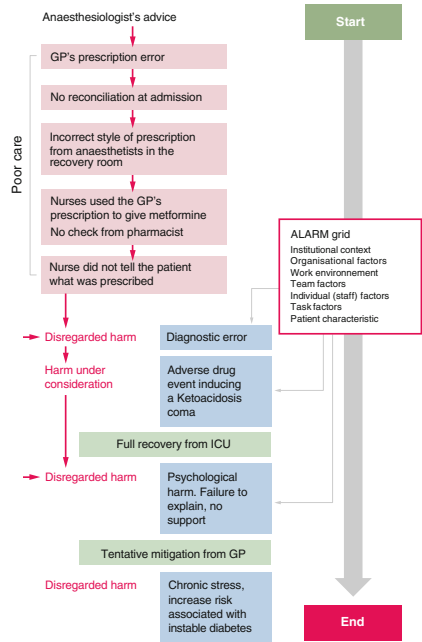 Anaesthesiologist's advice
Start
GP's prescription error
No reconciliation at admission
Incorrect style of prescription
from anaesthetists in the
recovery room
Poor care
Nurses used the GP's
prescription to give metformine
No check from pharmacist
Nurse did not tell the patient
what was prescribed
ALARM grid
Institutional context
Organisational factors
Work environnement
Team factors
Individual (staff) factors
Task factors
Patient characteristic
Disregarded harm
Diagnostic error
Harm under
consideration
Adverse drug
event inducing
a Ketoacidosis
coma
Full recovery from ICU
Disregarded harm
Psychological
harm. Failure to
explain, no
support
Tentative mitigation from GP
Disregarded harm
Chronic stress,
increase risk
associated with
instable diabetes
End